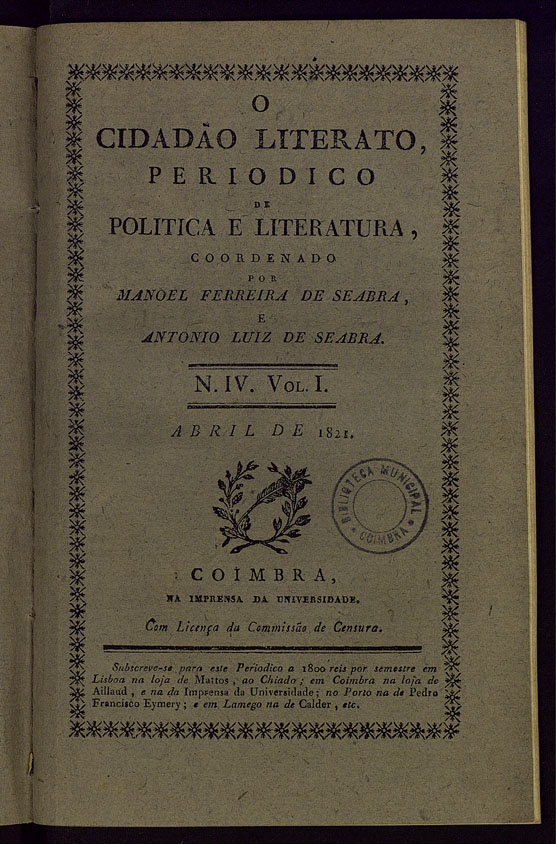 O
CIDADÃO LITERATO,
PERIODICO
DE
POLITICA E LITERATURA,
COORDENADO
POR
MANOEL FERREIRA DE SEABRA,
E
ANTONIO LUIZ DE SEABRA.
N. IV. VOL. I.
ABRIL DE 1821.
BIBLIOTECA MUNICIPAL
* COIMBRA *
COIMBRA,
NA IMPRENSA DA UNIVERSIDADE.
Com Licença da Commissão de Censura.
Subscreve-se para este Periodico a 1800 reis por semestre em
Lisboa na loja de Mattos, ao Chiado; em Coimbra na loja de
Aillaud, e na da Imprensa da Universidade; no Porto na de Pedro
Francisco Eymery; e em Lamego na de Calder, etc.